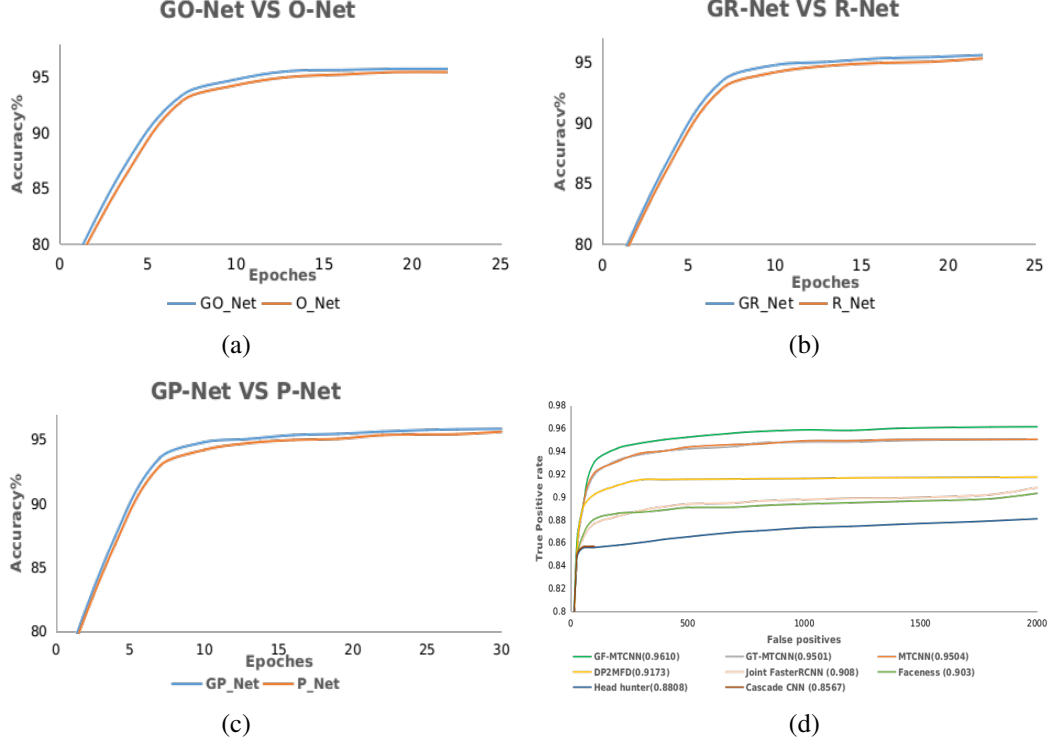 GO-Net VS O-Net
Accuracy%
95
90
85
80
0 5 10 15 20 25
Epoches
GO_Net O_Net
(a)
GR-Net VS R-Net
Accuracv%
95
90
85
80
0 5 10 15 20 25
Epoches
GR_Net R_Net
(b)
GP-Net VS P-Net
Accuracy%
95
90
85
80
0 5 10 15 20 25 30
Epoches
GP_Net P_Net
(c)
True Positive rate
0.98
0.96
0.94
0.92
0.9
0.88
0.86
0.84
0.82
0.8
0 500 1000 1500 2000
False positives
GF-MTCNN(0.9610) GT-MTCNN(0.9501) MTCNN(0.9504)
DP2MFD(0.9173) Joint FasterRCNN (0.908) Faceness (0.903)
Head hunter(0.8808) Cascade CNN (0.8567)
(d)